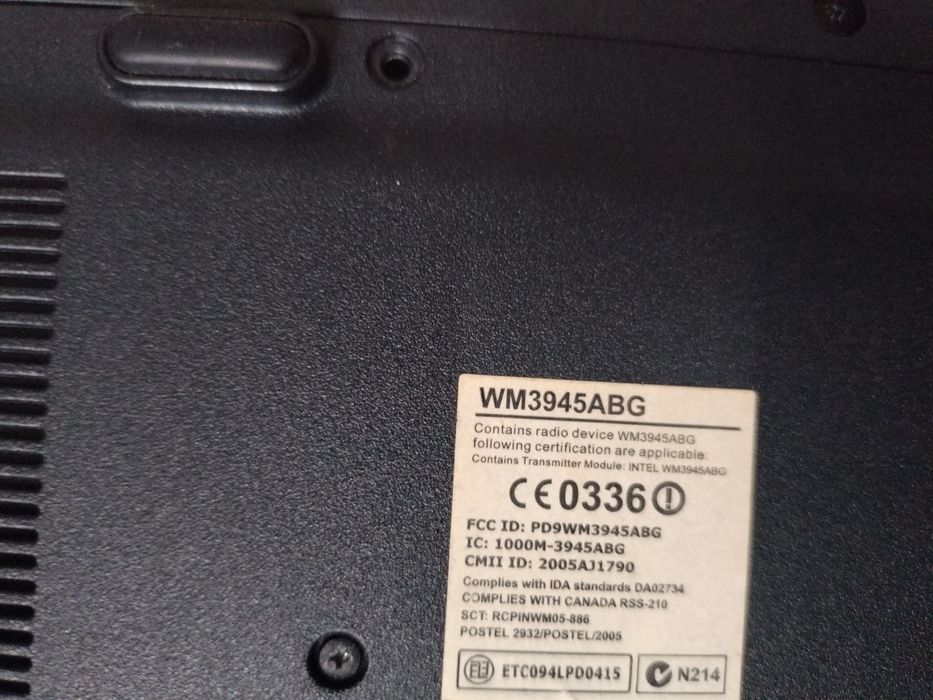 WM3945ABG
Contains radio device WM3945ABG
following certification are applicable:
Contains Transmitter Module: INTEL WM3945ABG
CE0336
FCC ID: PD9WM3945ABG
IC: 1000M-3945ABG
CMII ID: 2005AJ1790
Complies with IDA standards DA02734
COMPLIES WITH CANADA RSS-210
SCT: RCPINWM05-886
POSTEL 2932/POSTEL/2005
ETC094LPD0415
N214